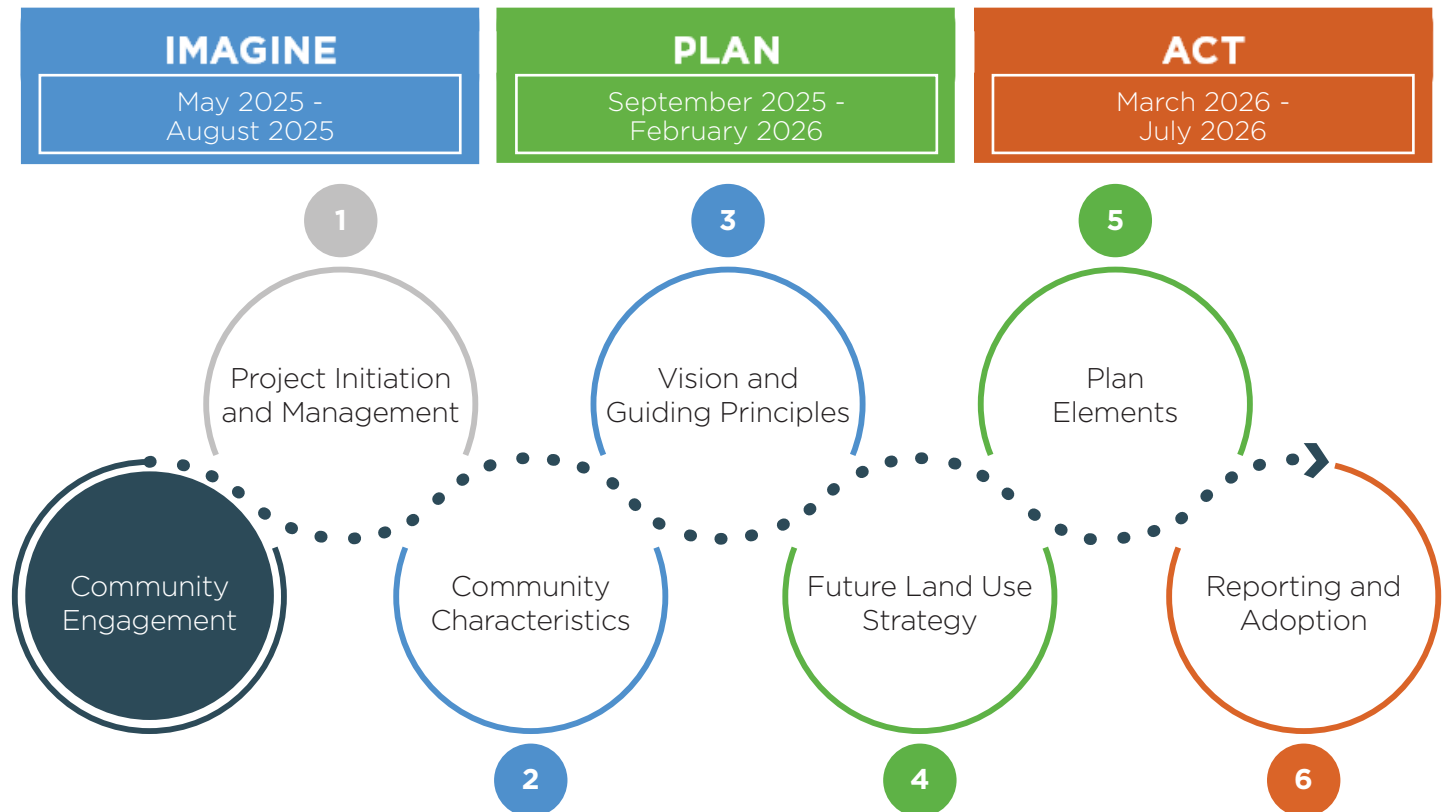 IMAGINE
May 2025 -
August 2025
PLAN
September 2025 -
February 2026
ACT
March 2026 -
July 2026
1
3
5
Project Initiation
and Management
Vision and
Guiding Principles
Plan
Elements
Community
Engagement
Community
Characteristics
Future Land Use
Strategy
Reporting and
Adoption
2
4
6